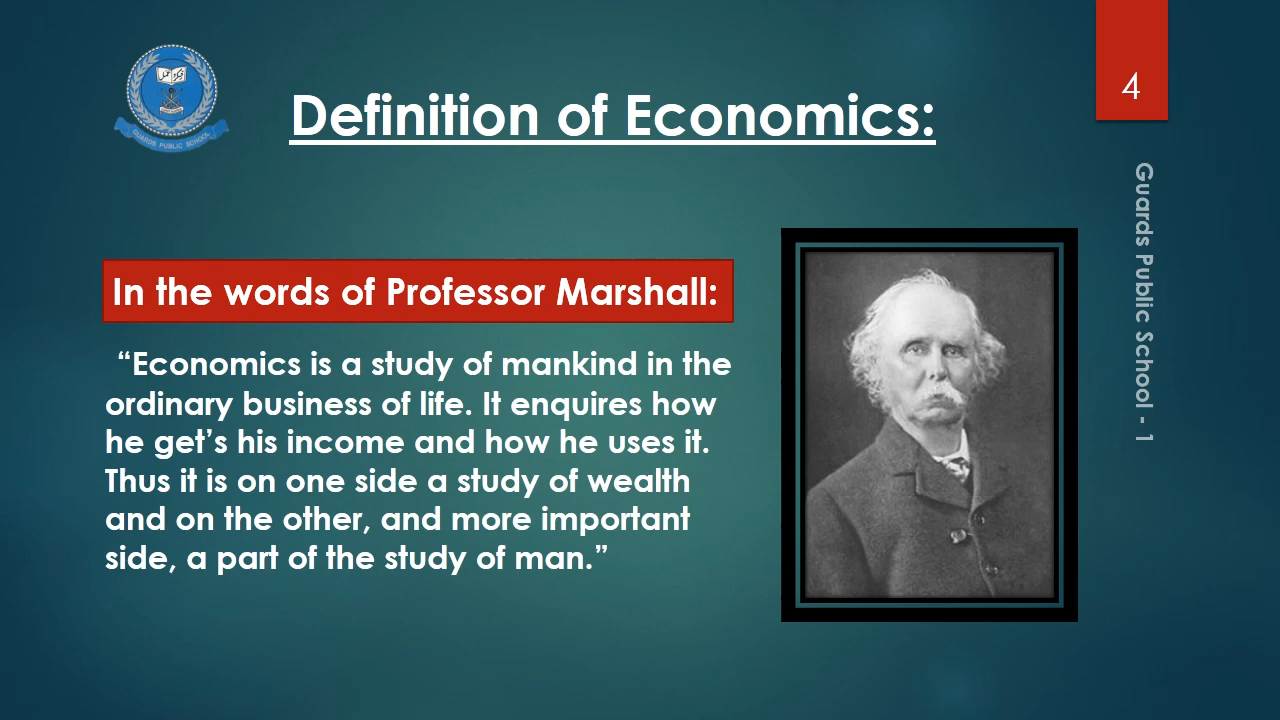 Definition of Economics:
4
Guards Public School - 1
In the words of Professor Marshall:
“Economics is a study of mankind in the
ordinary business of life. It enquires how
he get’s his income and how he uses it.
Thus it is on one side a study of wealth
and on the other, and more important
side, a part of the study of man.”
GUARDS PUBLIC SCHOOL